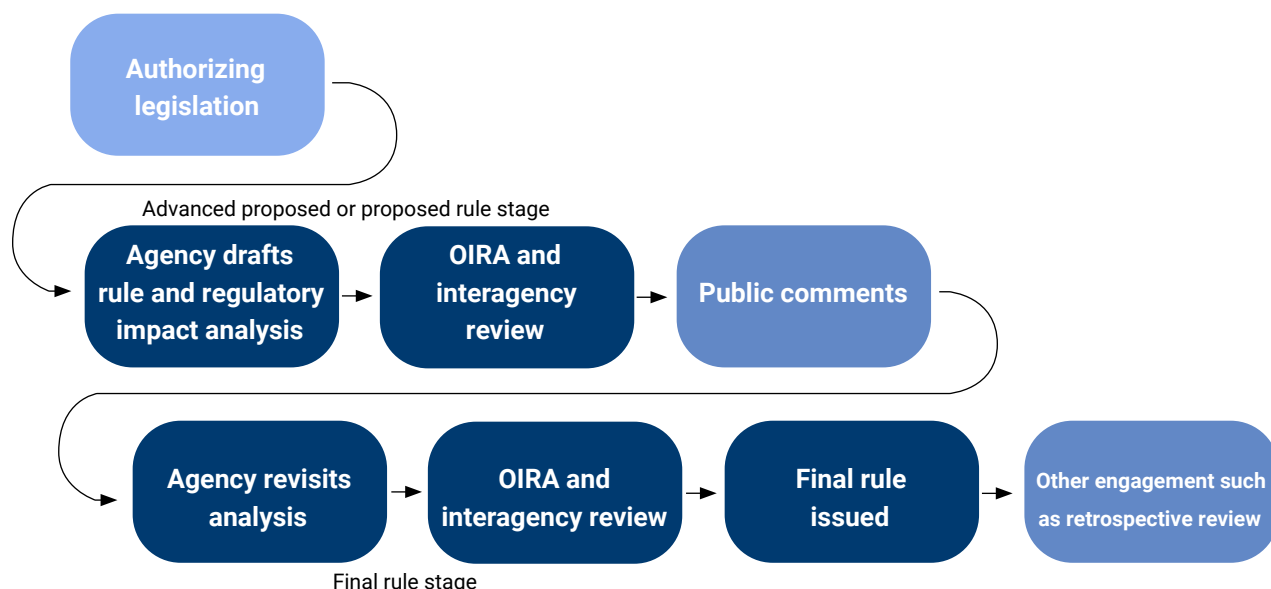 Authorizing
legislation
Advanced proposed or proposed rule stage
Agency drafts
rule and regulatory
impact analysis
OIRA and
interagency
review
Public comments
Agency revisits
analysis
OIRA and
interagency review
Final rule
issued
Other engagement such
as retrospective review
Final rule stage